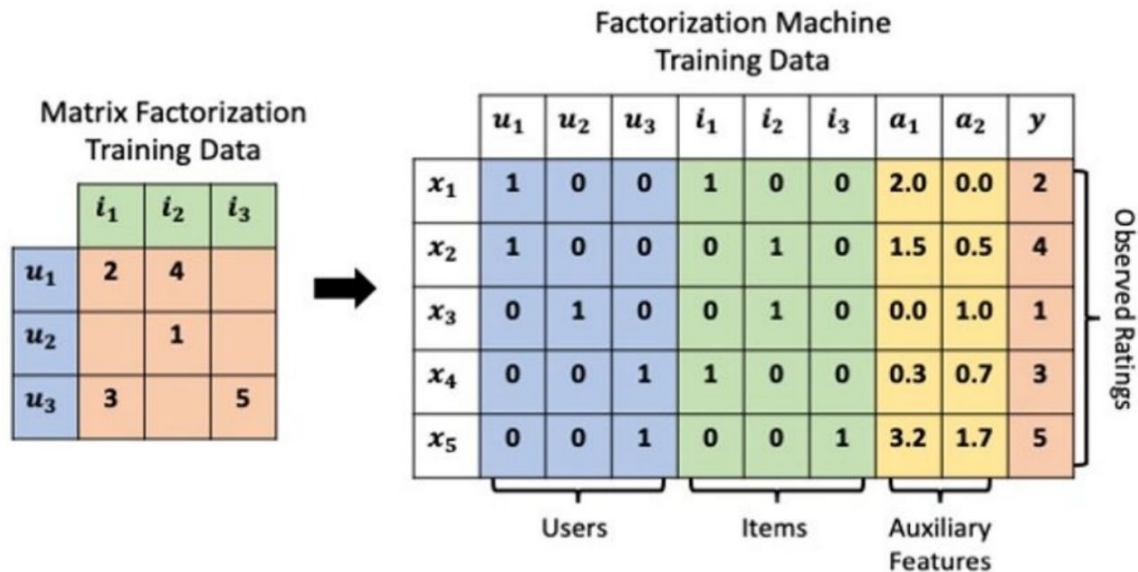 Factorization Machine
Training Data
Matrix Factorization
Training Data
i₁ i₂ i₃
u₁ 2 4
u₂ 1
u₃ 3 5
u₁ u₂ u₃ i₁ i₂ i₃ a₁ a₂ y
x₁ 1 0 0 1 0 0 2.0 0.0 2
x₂ 1 0 0 0 1 0 1.5 0.5 4
x₃ 0 1 0 0 1 0 0.0 1.0 1
x₄ 0 0 1 1 0 0 0.3 0.7 3
x₅ 0 0 1 0 0 1 3.2 1.7 5
Observed Ratings
Users
Items
Auxiliary
Features